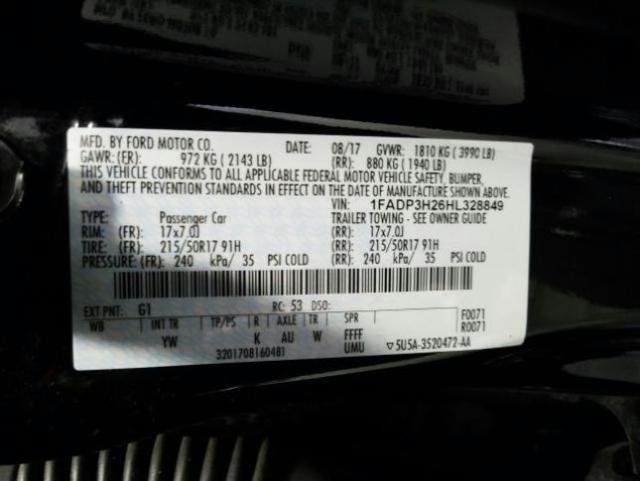 MFD. BY FORD MOTOR CO. DATE: 08/17 GVWR: 1810 KG ( 3990 LB)
GAWR: (FR): 972 KG ( 2143 LB) (RR): 880 KG ( 1940 LB)
THIS VEHICLE CONFORMS TO ALL APPLICABLE FEDERAL MOTOR VEHICLE SAFETY, BUMPER,
AND THEFT PREVENTION STANDARDS IN EFFECT ON THE DATE OF MANUFACTURE SHOWN ABOVE.
VIN: 1FADP3H26HL328849
TYPE: Passenger Car TRAILER TOWING - SEE OWNER GUIDE
RIM: (FR): 17x7.0J (RR): 17x7.0J
TIRE: (FR): 215/50R17 91H (RR): 215/50R17 91H
PRESSURE: (FR): 240 kPa/ 35 PSI COLD (RR): 240 kPa/ 35 PSI COLD
EXT PNT: G1 RC: 53 DSO: F0071
WB INT TR TP/PS R AXLE TR SPR R0071
YW K AU W FFFF
3201708160481 UMU ▽ 5U5A-3520472-AA